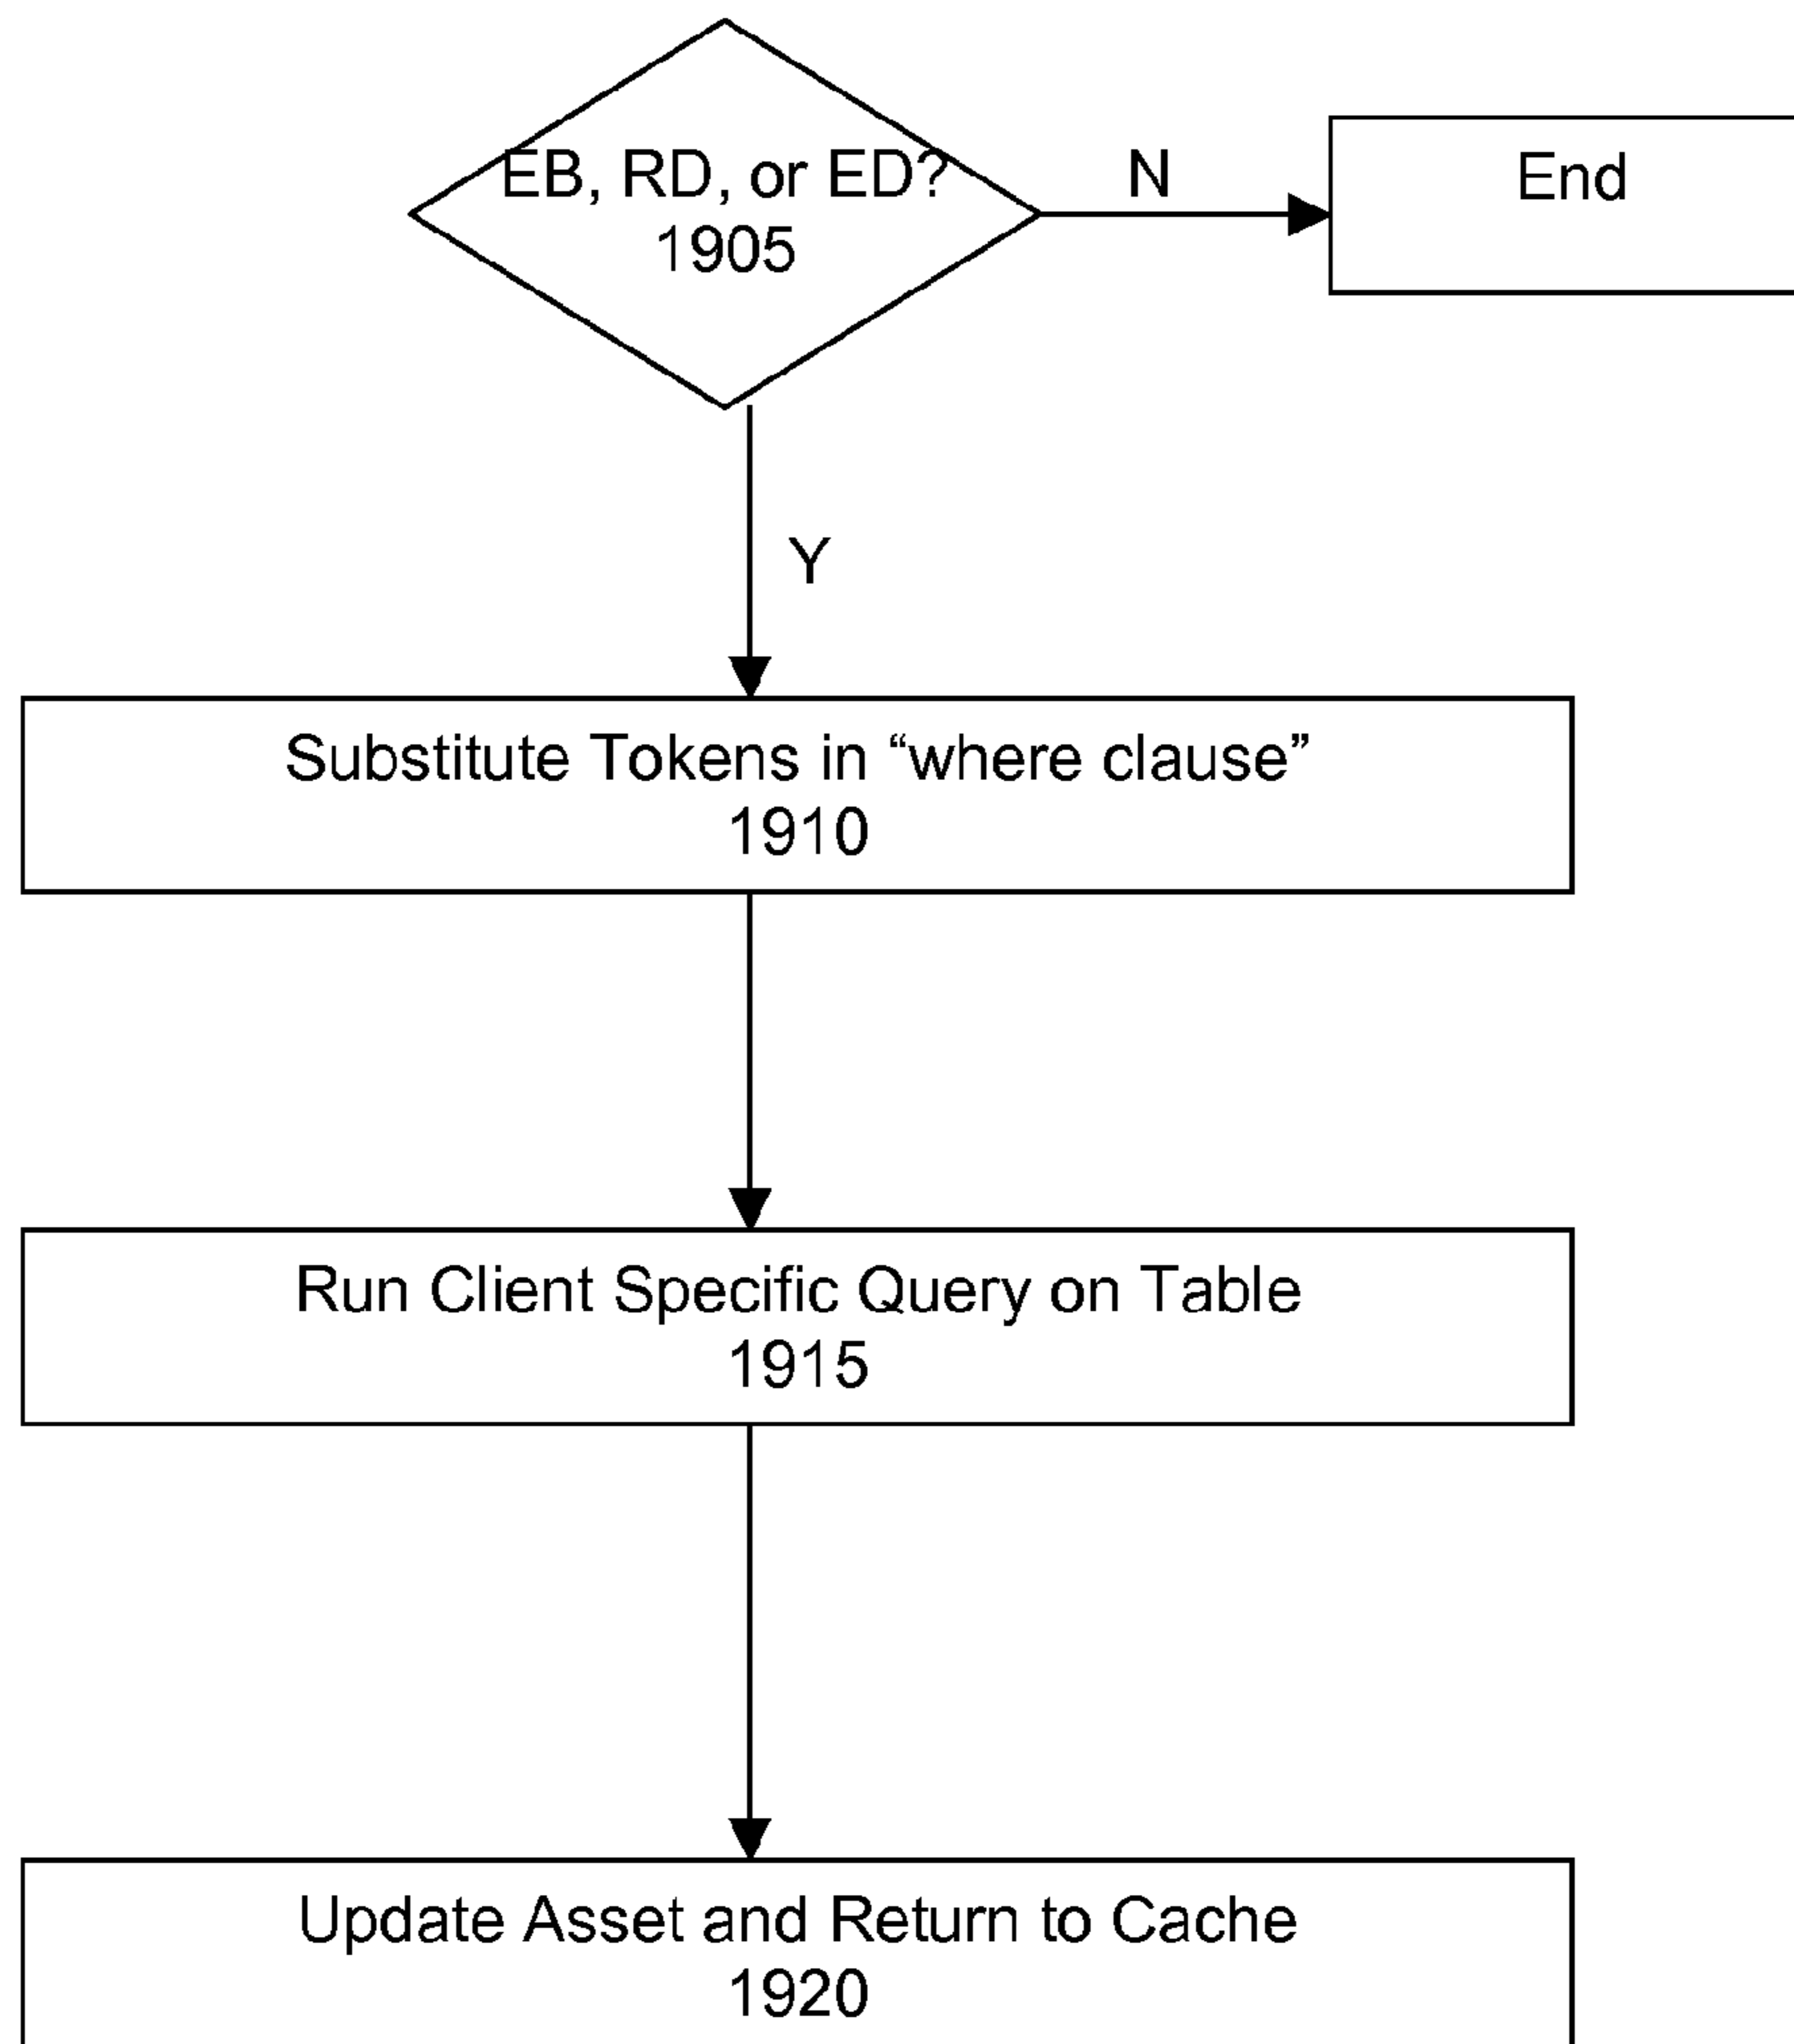 EB, RD, or ED?
1905
N
End
Y
Substitute Tokens in “where clause”
1910
Run Client Specific Query on Table
1915
Update Asset and Return to Cache
1920